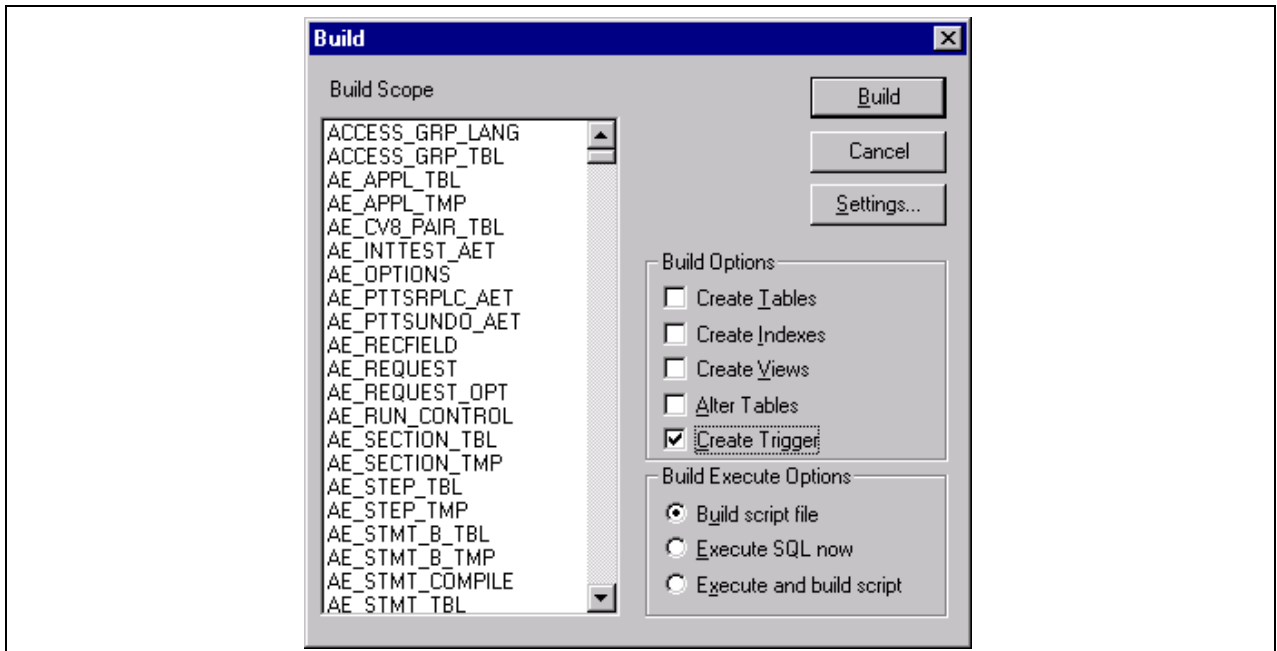 Build
Build Scope
ACCESS_GRP_LANG
ACCESS_GRP_TBL
AE_APPL_TBL
AE_APPL_TMP
AE_CV8_PAIR_TBL
AE_INTTEST_AET
AE_OPTIONS
AE_PTTSRPLC_AET
AE_PTTSUNDO_AET
AE_RECFIELD
AE_REQUEST
AE_REQUEST_OPT
AE_RUN_CONTROL
AE_SECTION_TBL
AE_SECTION_TMP
AE_STEP_TBL
AE_STEP_TMP
AE_STMT_B_TBL
AE_STMT_B_TMP
AE_STMT_COMPILE
AE_STMT_TBL
Build
Cancel
Settings...
Build Options
Create Tables
Create Indexes
Create Views
Alter Tables
Create Trigger
Build Execute Options
Build script file
Execute SQL now
Execute and build script